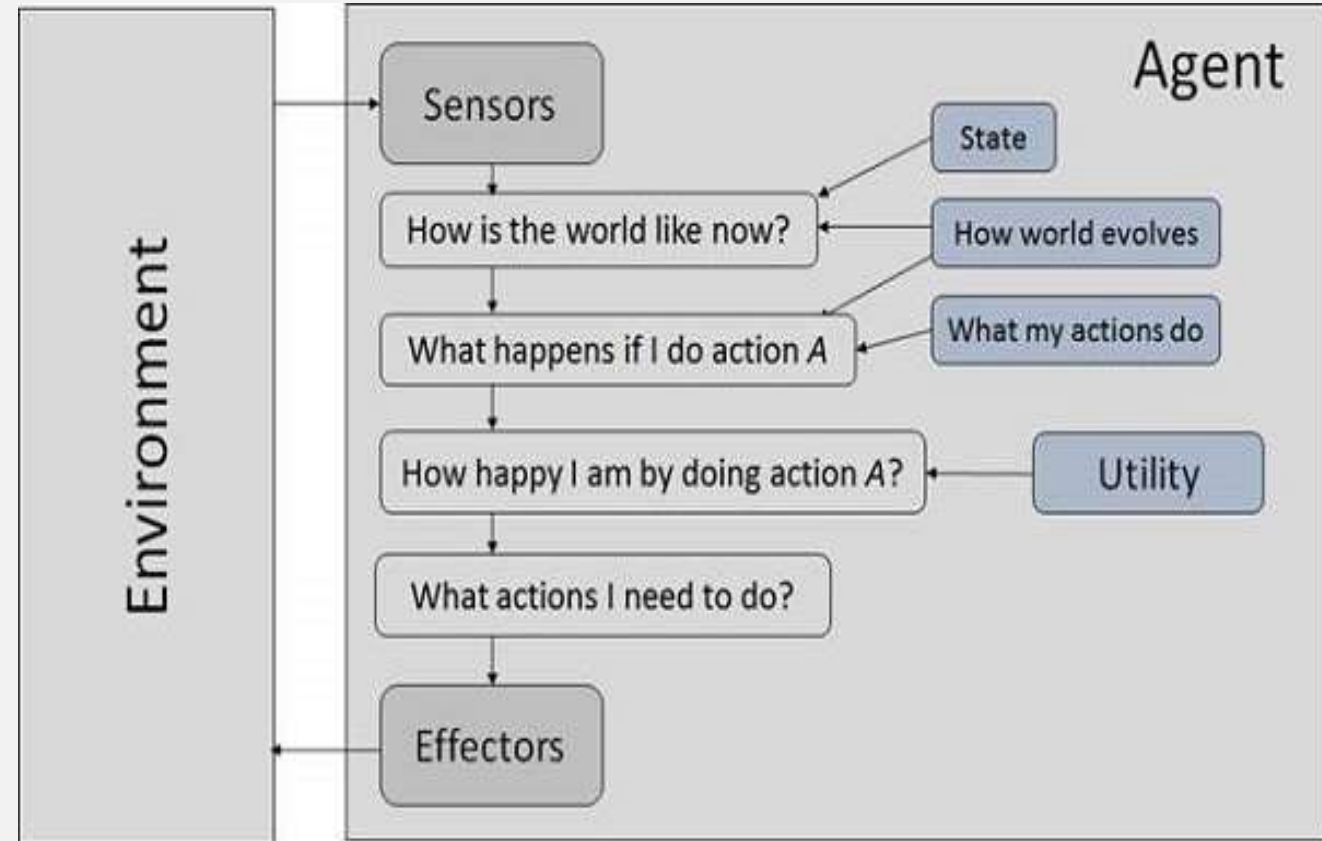 Environment
Agent
Sensors
State
How is the world like now?
How world evolves
What happens if I do action A
What my actions do
How happy I am by doing action A?
Utility
What actions I need to do?
Effectors